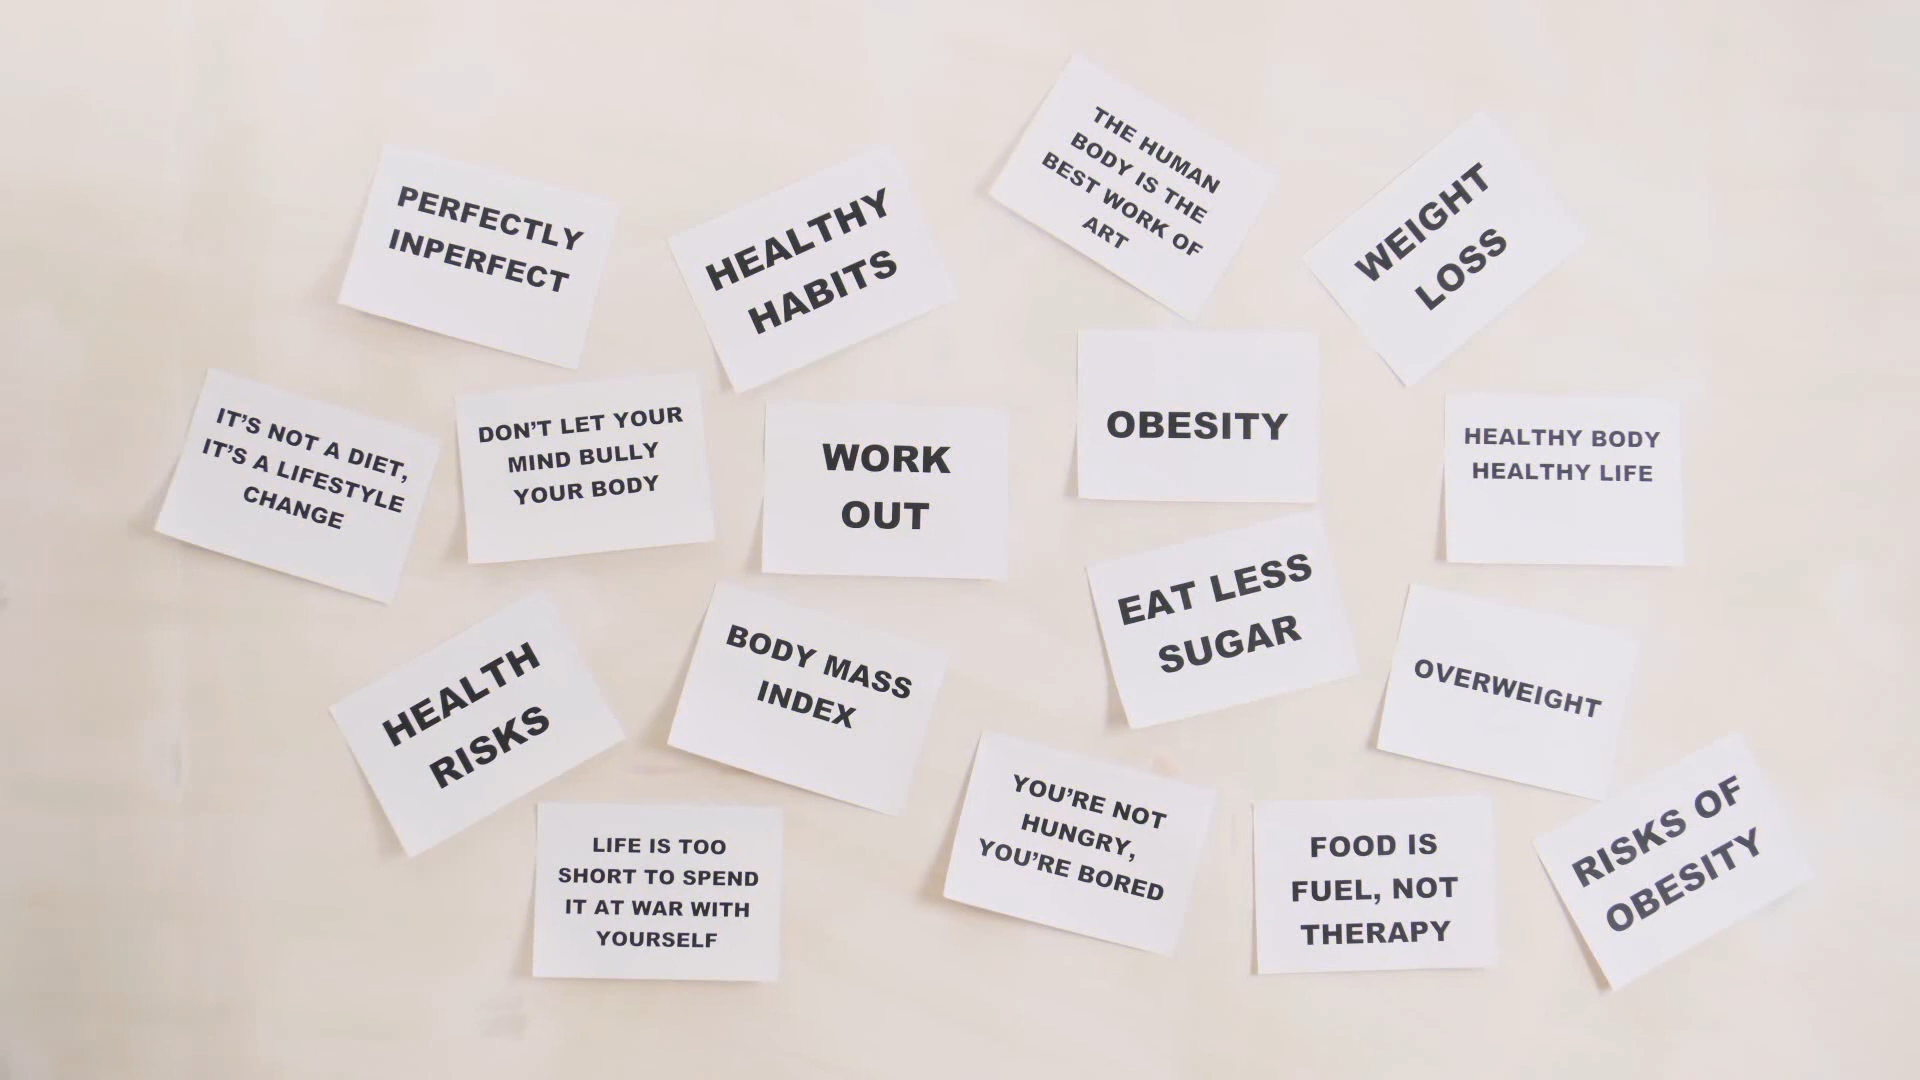 PERFECTLY
INPERFECT
HEALTHY
HABITS
THE HUMAN
BODY IS THE
BEST WORK OF
ART
WEIGHT
LOSS
IT'S NOT A DIET,
IT'S A LIFESTYLE
CHANGE
DON'T LET YOUR
MIND BULLY
YOUR BODY
WORK
OUT
OBESITY
HEALTHY BODY
HEALTHY LIFE
HEALTH
RISKS
BODY MASS
INDEX
EAT LESS
SUGAR
OVERWEIGHT
LIFE IS TOO
SHORT TO SPEND
IT AT WAR WITH
YOURSELF
YOU'RE NOT
HUNGRY,
YOU'RE BORED
FOOD IS
FUEL, NOT
THERAPY
RISKS OF
OBESITY